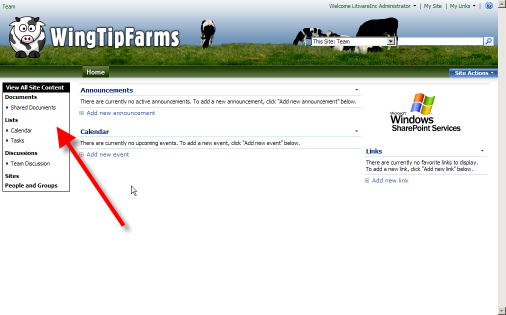 Team
Welcome LitwareInc Administrator | My Site | My Links
WingTipFarms
This Site: Team
Home
Site Actions
View All Site Content
Documents
Shared Documents
Lists
Calendar
Tasks
Discussions
Team Discussion
Sites
People and Groups
Announcements
There are currently no active announcements. To add a new announcement, click "Add new announcement" below.
Add new announcement
Calendar
There are currently no upcoming events. To add a new event, click "Add new event" below.
Add new event
Microsoft
Windows
SharePoint Services
Links
There are currently no favorite links to display.
To add a new link, click "Add new link" below.
Add new link